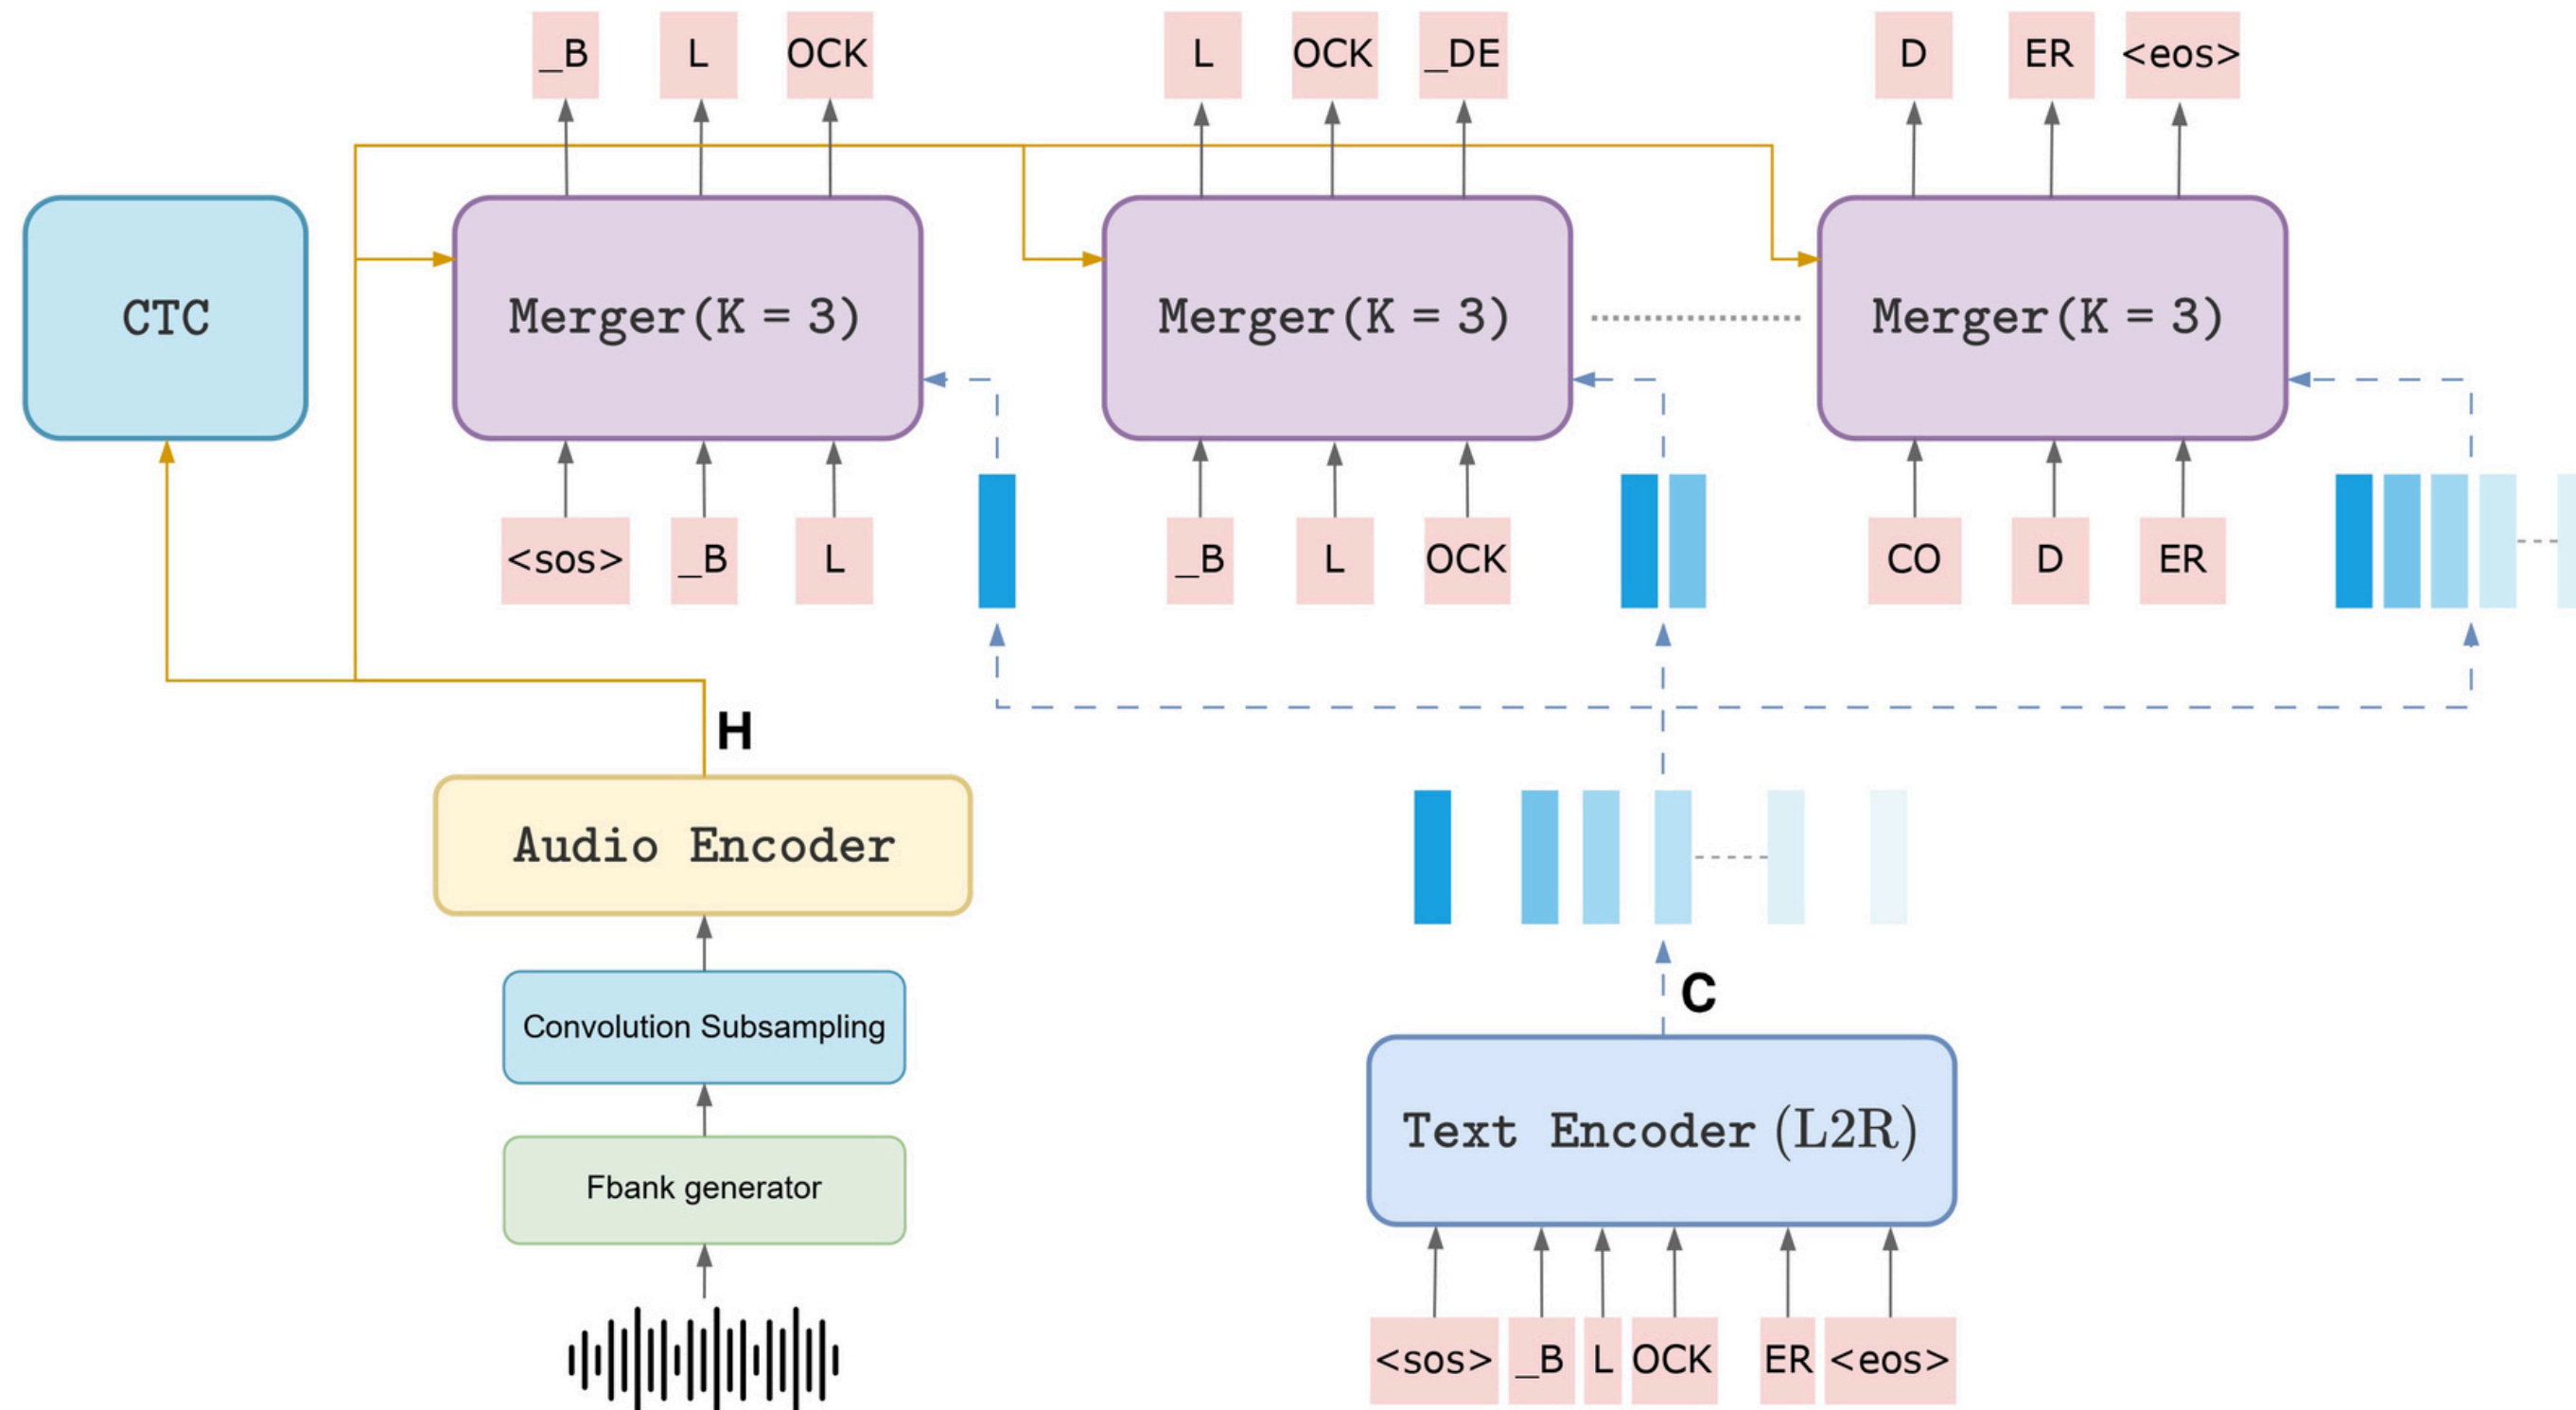 _B L OCK L OCK _DE D ER <eos>
CTC Merger(K = 3) Merger(K = 3) Merger(K = 3)
<sos> _B L _B L OCK CO D ER
H
Audio Encoder
C
Convolution Subsampling
Text Encoder (L2R)
Fbank generator
<sos> _B L OCK ER <eos>